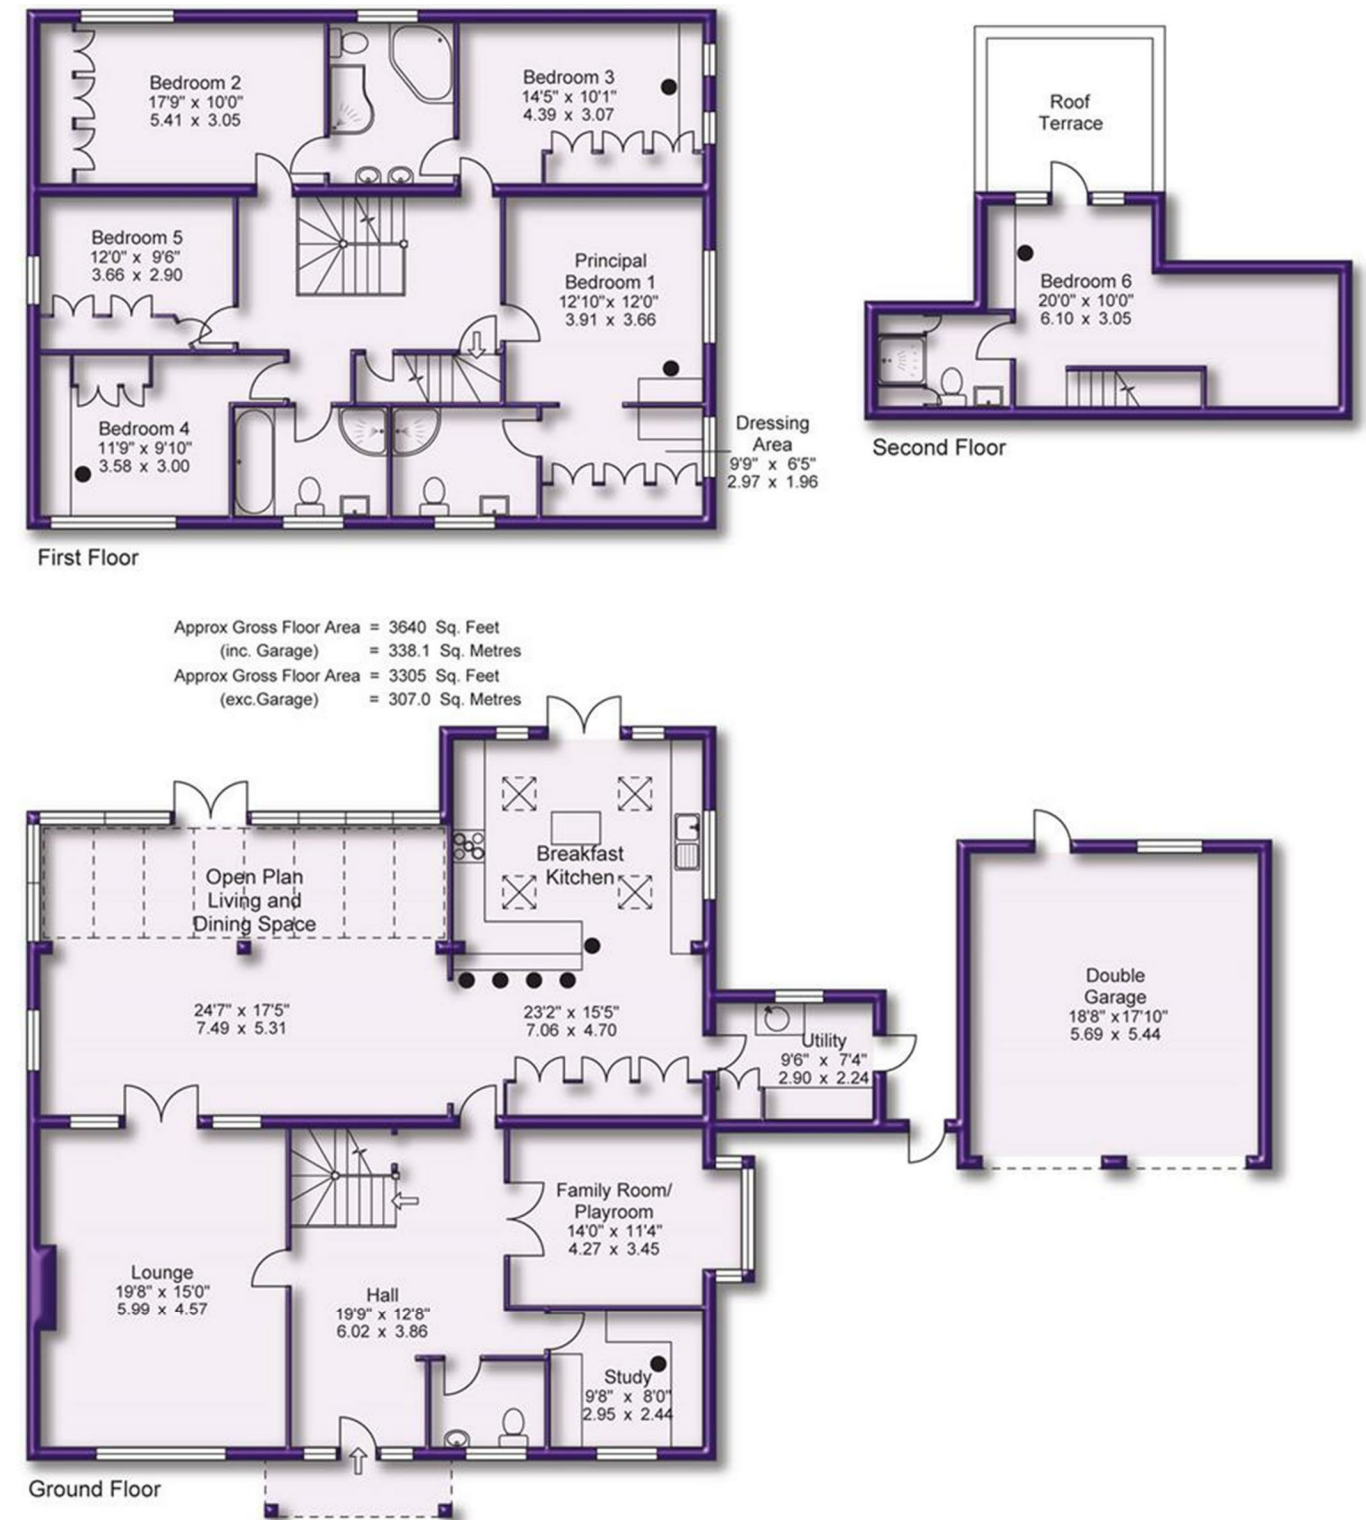 Bedroom 2
17'9" x 10'0"
5.41 x 3.05
Bedroom 3
14'5" x 10'1"
4.39 x 3.07
Bedroom 5
12'0" x 9'6"
3.66 x 2.90
Principal
Bedroom 1
12'10"x 12'0"
3.91 x 3.66
Bedroom 4
11'9" x 9'10"
3.58 x 3.00
Dressing
Area
9'9" x 6'5"
2.97 x 1.96
First Floor
Roof
Terrace
Bedroom 6
20'0" x 10'0"
6.10 x 3.05
Second Floor
Approx Gross Floor Area = 3640 Sq. Feet
(inc. Garage) = 338.1 Sq. Metres
Approx Gross Floor Area = 3305 Sq. Feet
(exc.Garage) = 307.0 Sq. Metres
Open Plan
Living and
Dining Space
24'7" x 17'5"
7.49 x 5.31
Breakfast
Kitchen
23'2" x 15'5"
7.06 x 4.70
Utility
9'6" x 7'4"
2.90 x 2.24
Double
Garage
18'8" x17'10"
5.69 x 5.44
Lounge
19'8" x 15'0"
5.99 x 4.57
Hall
19'9" x 12'8"
6.02 x 3.86
Family Room/
Playroom
14'0" x 11'4"
4.27 x 3.45
Study
9'8" x 8'0"
2.95 x 2.44
Ground Floor